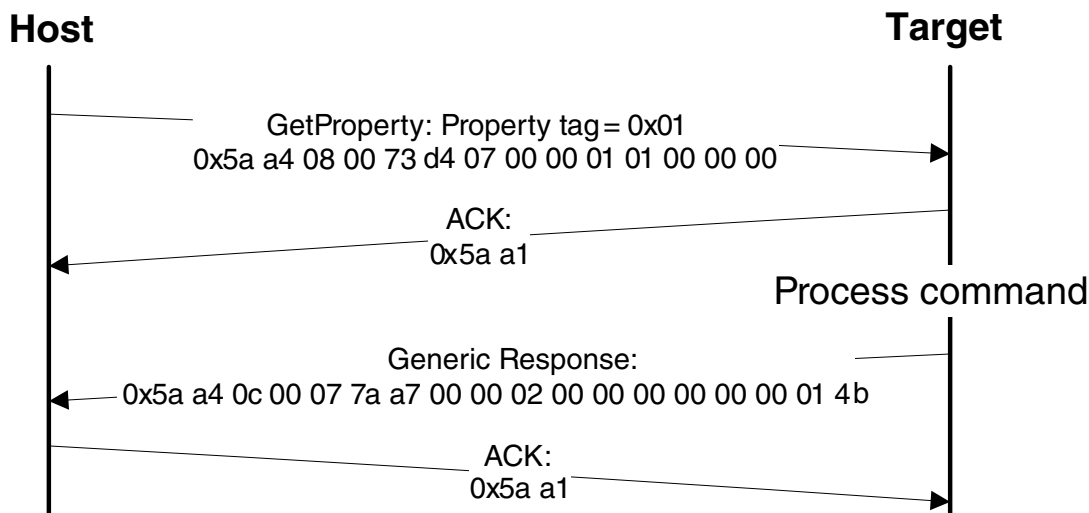 Host
Target
GetProperty: Property tag = 0x01
0x5a a4 08 00 73 d4 07 00 00 01 01 00 00 00
ACK:
0x5a a1
Process command
Generic Response:
0x5a a4 0c 00 07 7a a7 00 00 02 00 00 00 00 00 00 01 4b
ACK:
0x5a a1